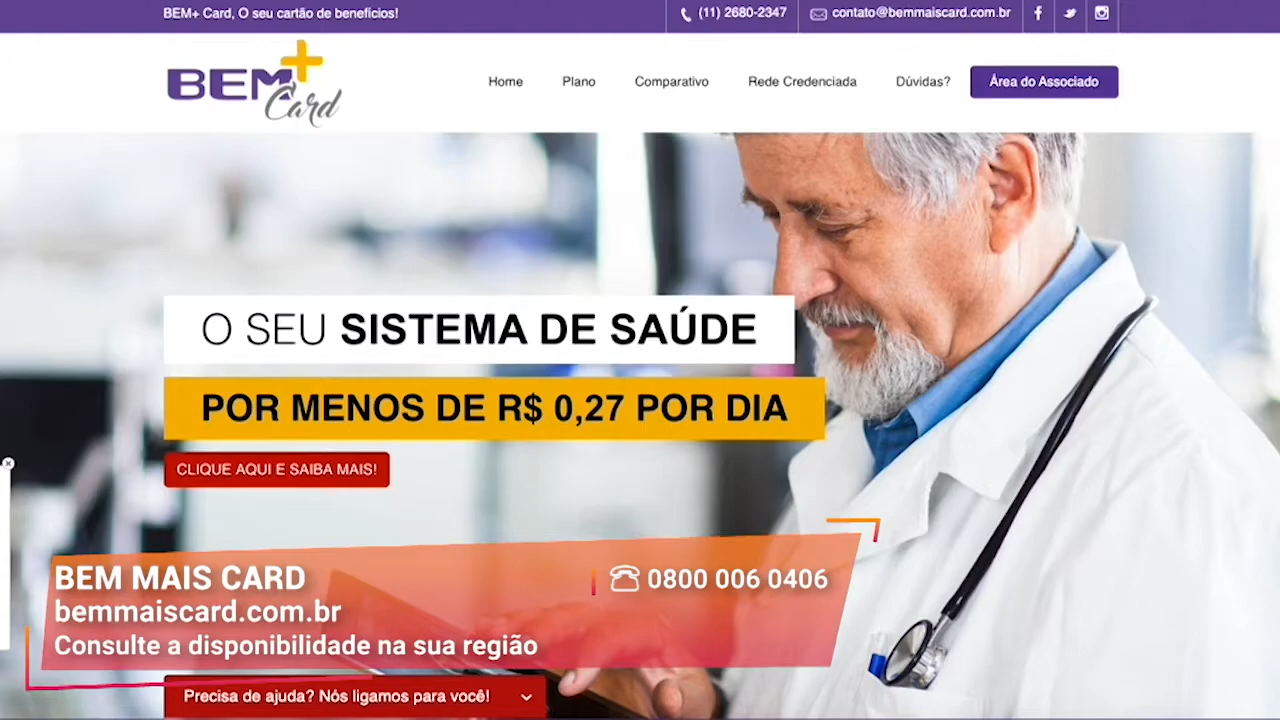 BEM+ Card, O seu cartão de benefícios!
(11) 2680-2347
contato@bemmaiscard.com.br
BEM+
Card
Home
Plano
Comparativo
Rede Credenciada
Dúvidas?
Área do Associado
O SEU SISTEMA DE SAÚDE
POR MENOS DE R$ 0,27 POR DIA
CLIQUE AQUI E SAIBA MAIS!
BEM MAIS CARD
0800 006 0406
bemmaiscard.com.br
Consulte a disponibilidade na sua região
Precisa de ajuda? Nós ligamos para você!